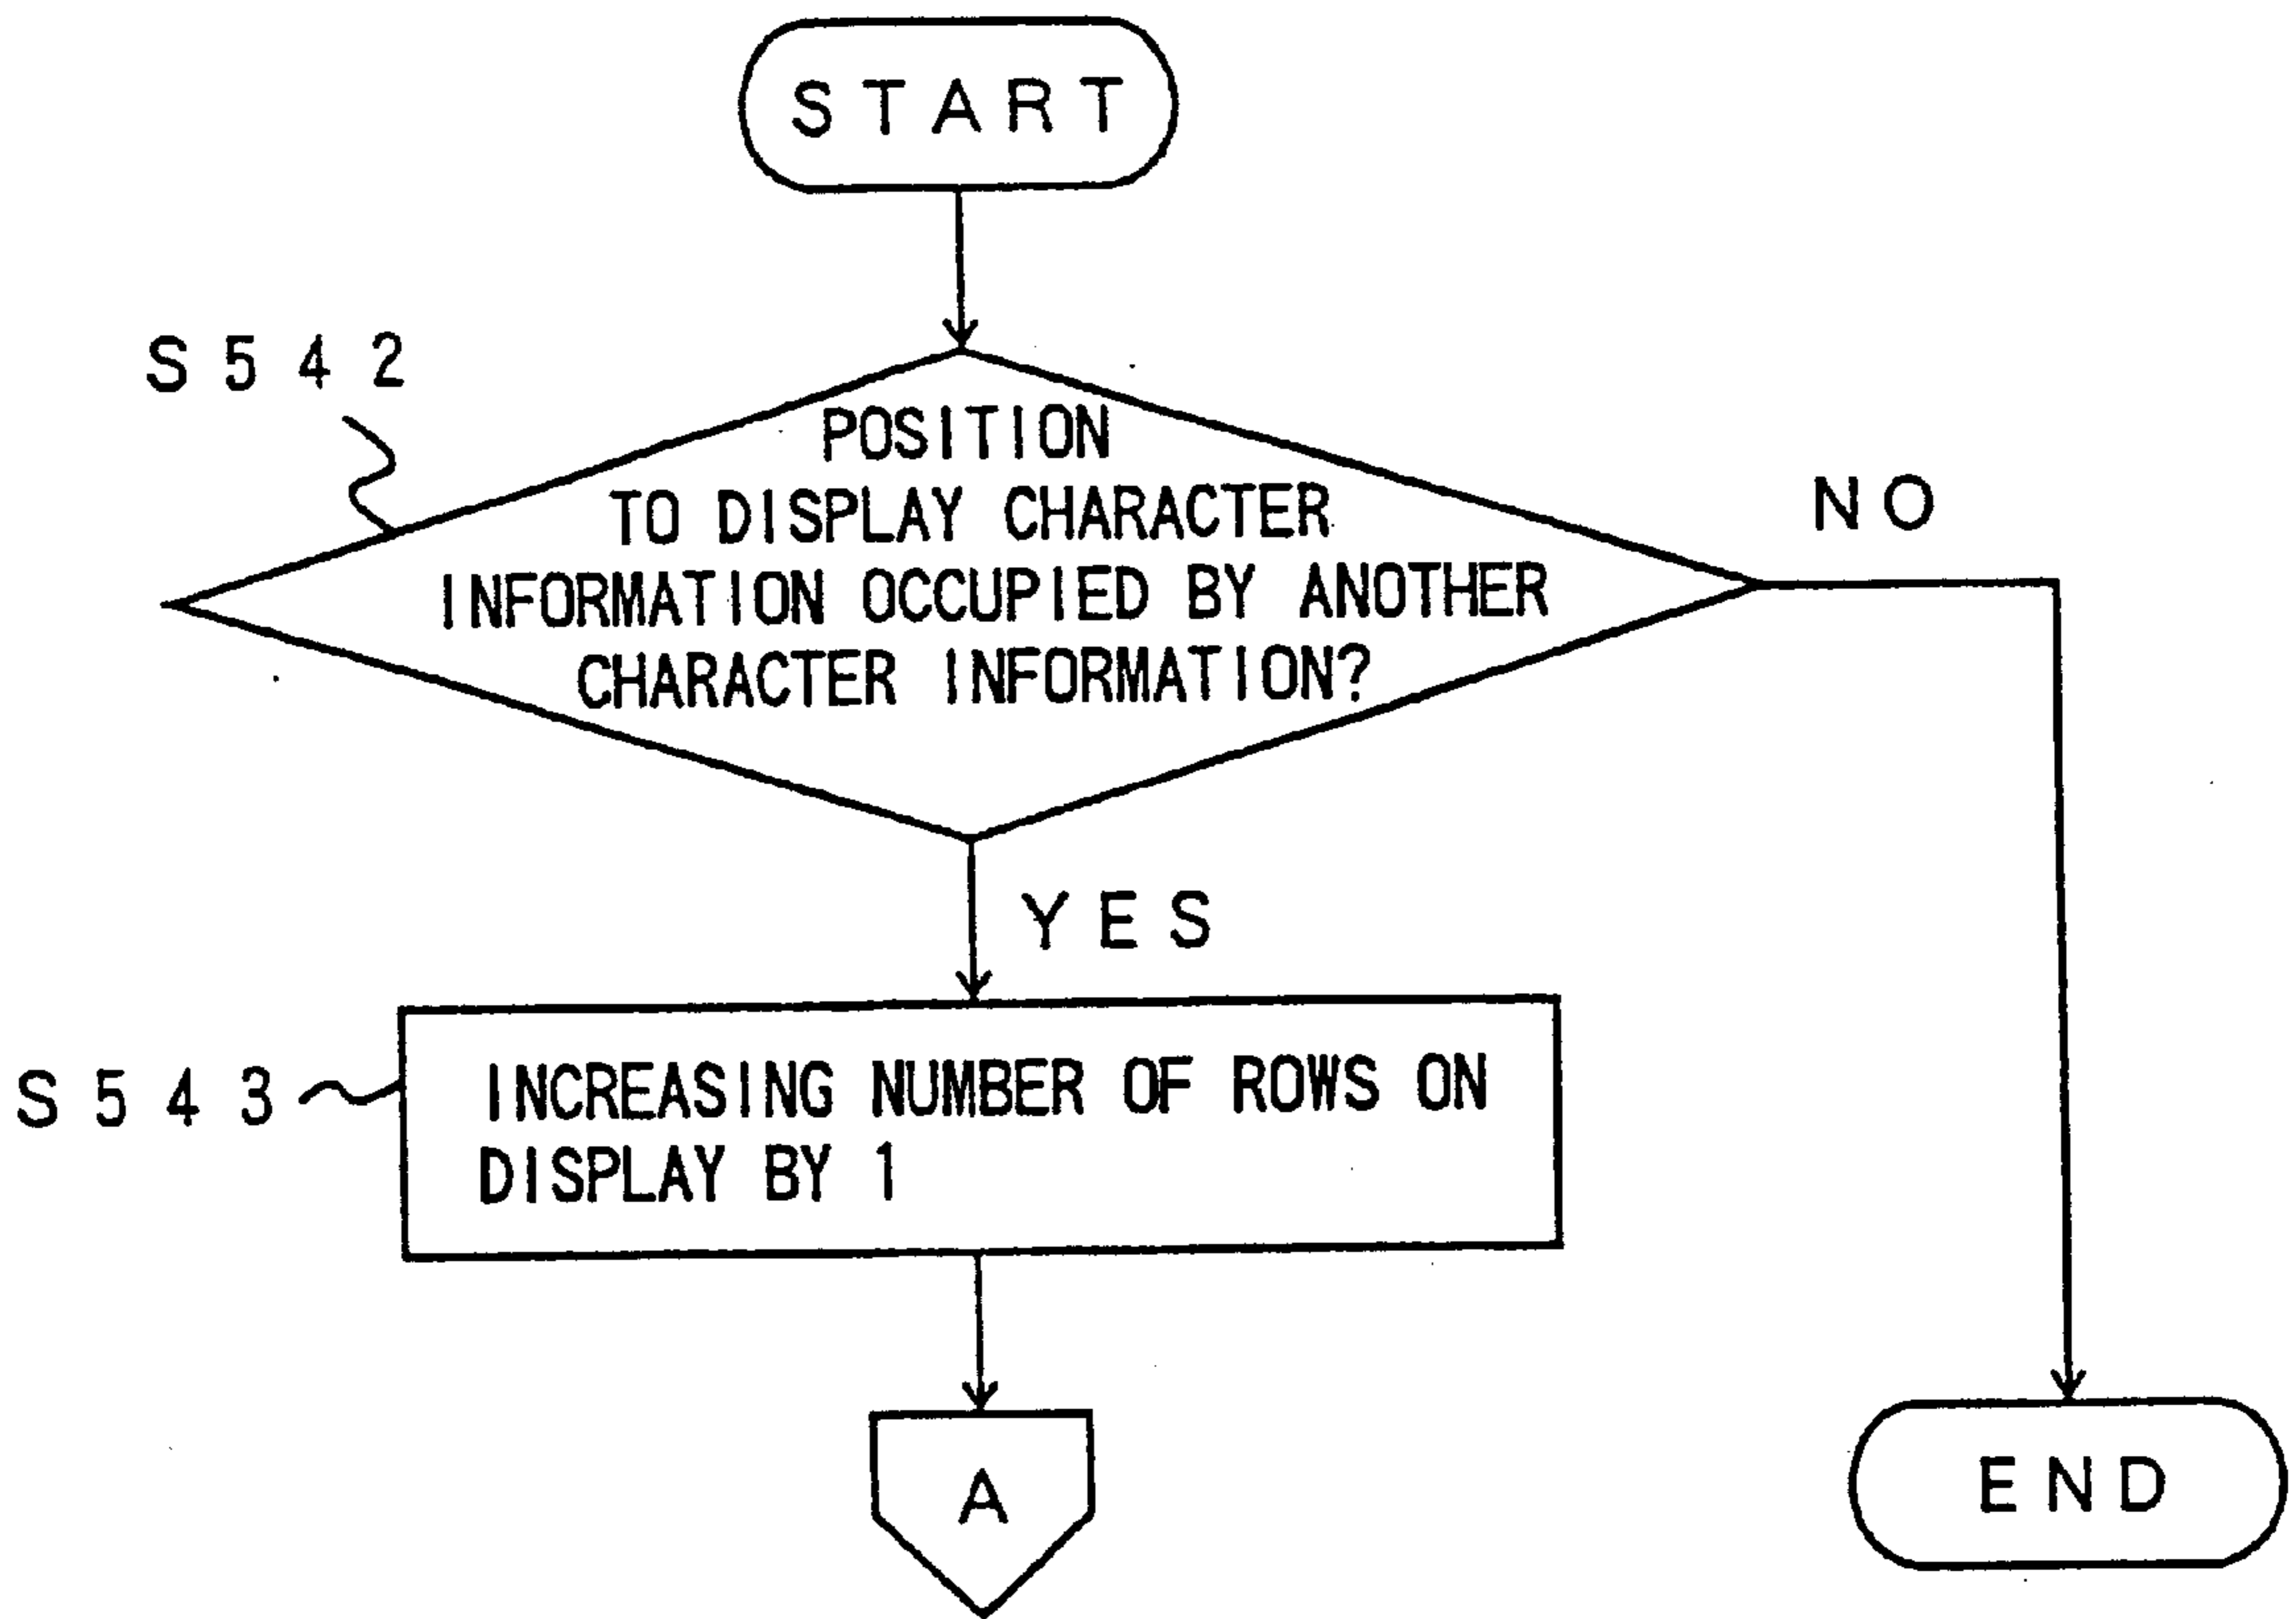 START
S542
POSITION
TO DISPLAY CHARACTER
INFORMATION OCCUPIED BY ANOTHER
CHARACTER INFORMATION?
NO
YES
S543
INCREASING NUMBER OF ROWS ON
DISPLAY BY 1
A
END